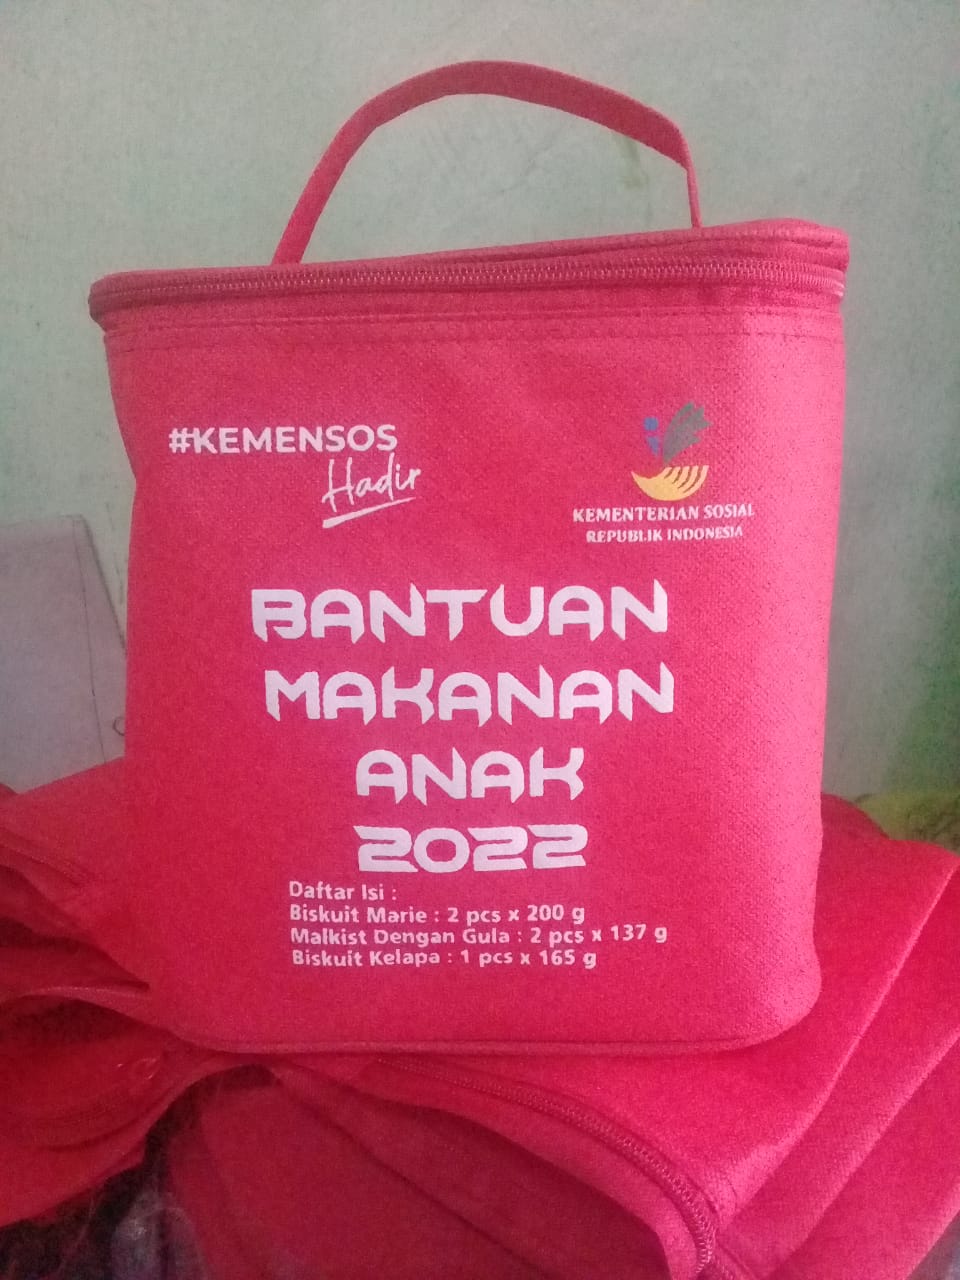 #KEMENSOS
Hadir
KEMENTERIAN SOSIAL
REPUBLIK INDONESIA
BANTUAN
MAKANAN
ANAK
2022
Daftar Isi :
Biskuit Marie : 2 pcs x 200 g
Malkist Dengan Gula : 2 pcs x 137 g
Biskuit Kelapa : 1 pcs x 165 g